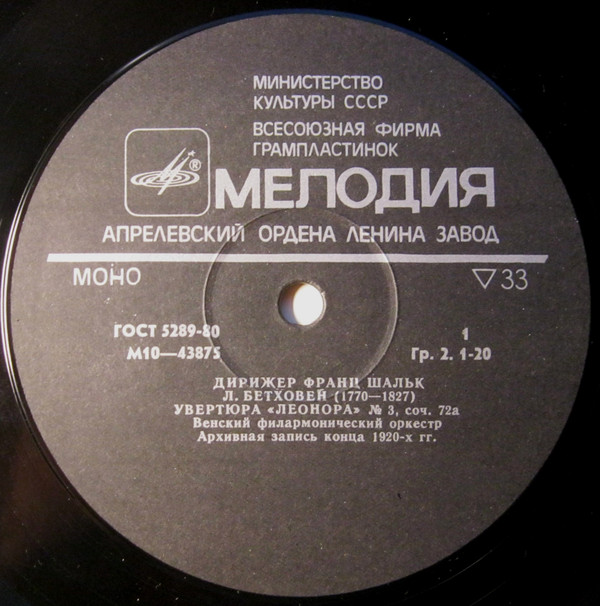 МИНИСТЕРСТВО
КУЛЬТУРЫ СССР
ВСЕСОЮЗНАЯ ФИРМА
ГРАМПЛАСТИНОК
®
МЕЛОДИЯ
АПРЕЛЕВСКИЙ ОРДЕНА ЛЕНИНА ЗАВОД
МОНО ▽33
ГОСТ 5289-80 1
М10—43875 Гр. 2. 1-20
ДИРИЖЕР ФРАНЦ ШАЛЬК
Л. БЕТХОВЕН (1770—1827)
УВЕРТЮРА «ЛЕОНОРА» № 3, соч. 72а
Венский филармонический оркестр
Архивная запись конца 1920-х гг.